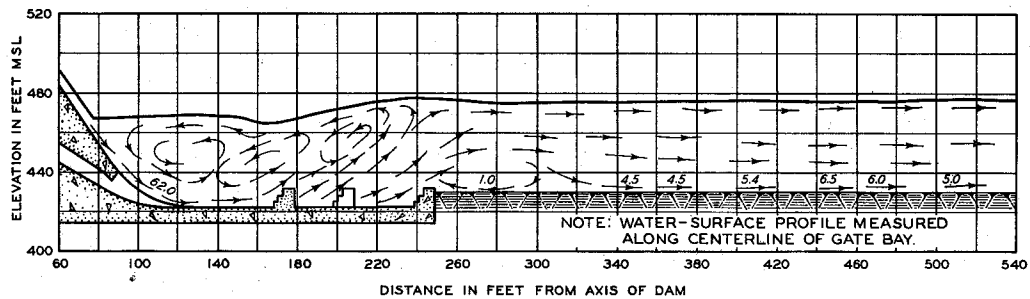 520
480
440
400
ELEVATION IN FEET MSL
62.0
1.0 4.5 4.5 5.4 6.5 6.0 5.0
NOTE: WATER-SURFACE PROFILE MEASURED
ALONG CENTERLINE OF GATE BAY.
60 100 140 180 220 260 300 340 380 420 460 500 540
DISTANCE IN FEET FROM AXIS OF DAM